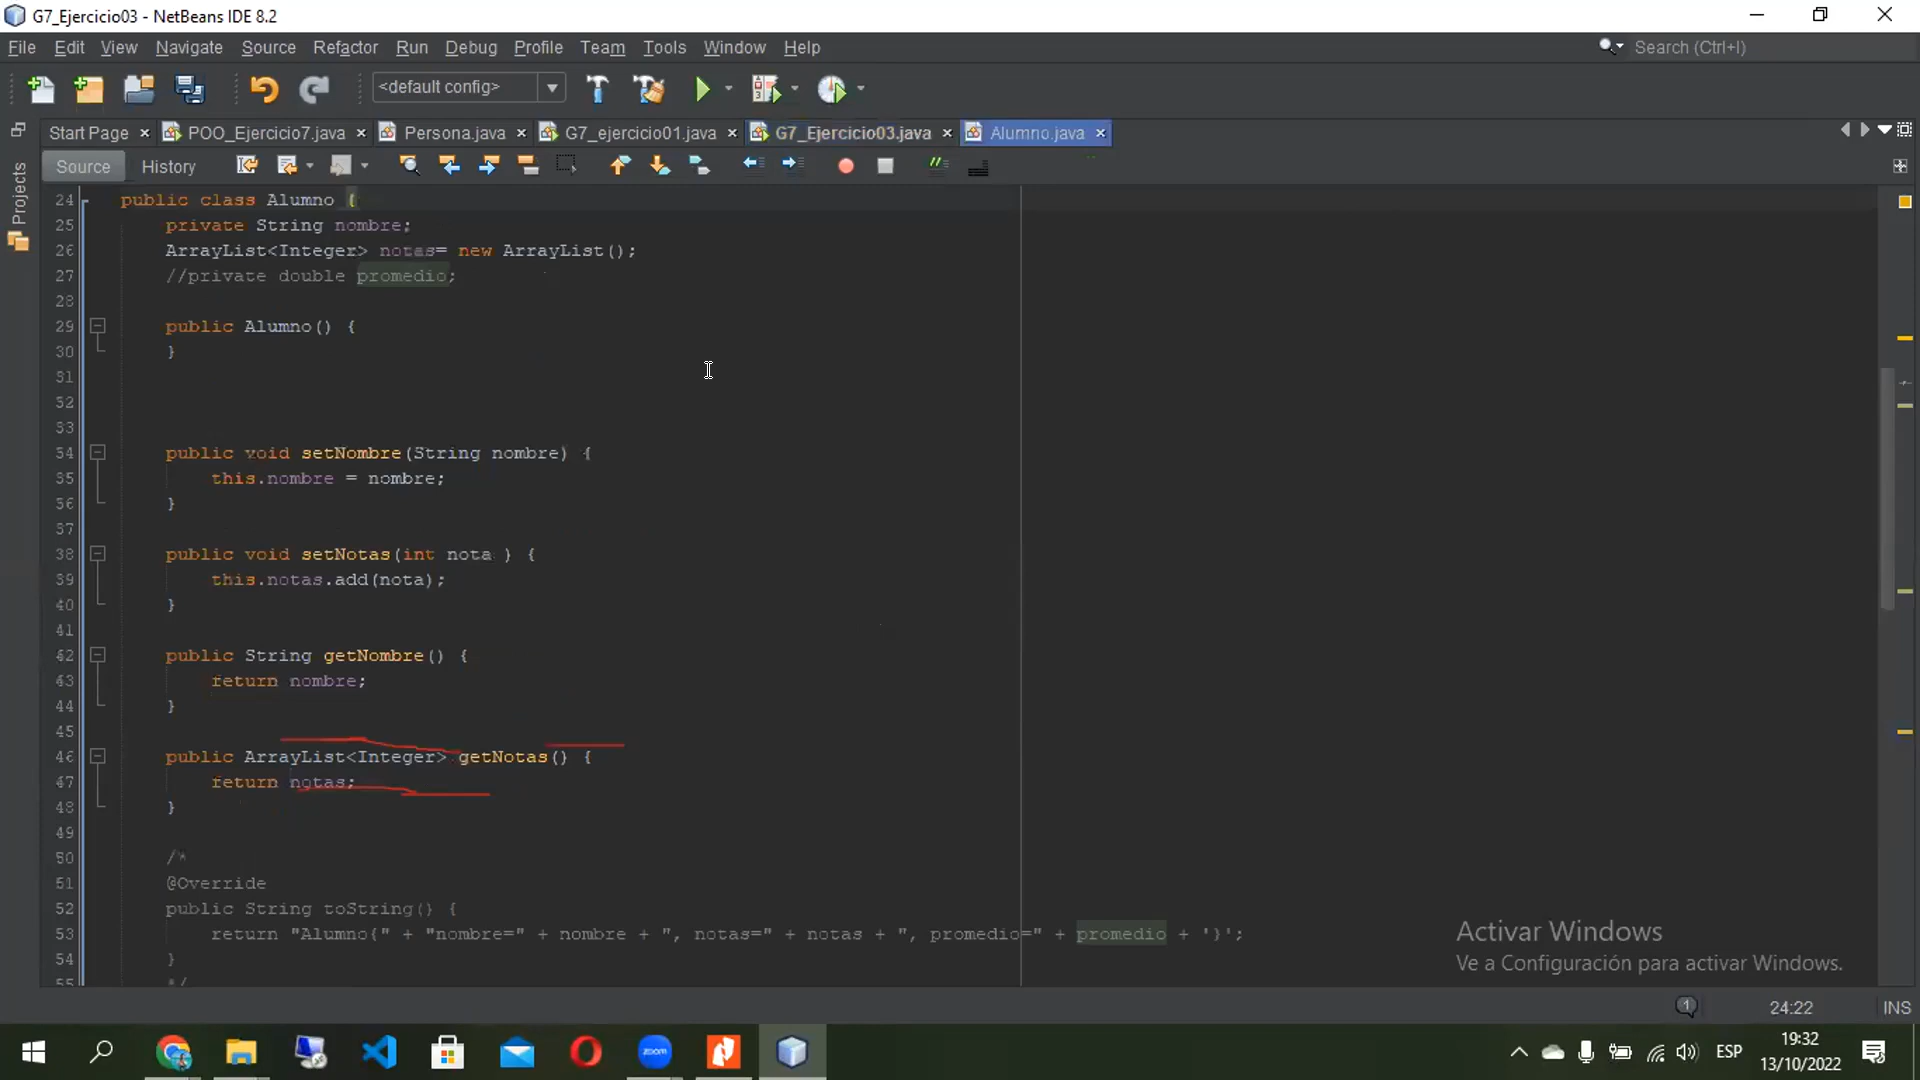 G7_Ejercicio03 - NetBeans IDE 8.2
File Edit View Navigate Source Refactor Run Debug Profile Team Tools Window Help
Search (Ctrl+I)
<default config>
Start Page POO_Ejercicio7.java Persona.java G7_ejercicio01.java G7_Ejercicio03.java Alumno.java
Source History
Projects
24 public class Alumno {
25 private String nombre;
26 ArrayList<Integer> notas= new ArrayList();
27 //private double promedio;
28
29 public Alumno() {
30 }
31
32
33
34 public void setNombre(String nombre) {
35 this.nombre = nombre;
36 }
37
38 public void setNotas(int nota ) {
39 this.notas.add(nota);
40 }
41
42 public String getNombre() {
43 return nombre;
44 }
45
46 public ArrayList<Integer> getNotas() {
47 return notas;
48 }
49
50 /*
51 @Override
52 public String toString() {
53 return "Alumno{" + "nombre=" + nombre + ", notas=" + notas + ", promedio=" + promedio + '}';
54 }
55 */
Activar Windows
Ve a Configuración para activar Windows.
1
24:22
INS
zoom
ESP
19:32
13/10/2022